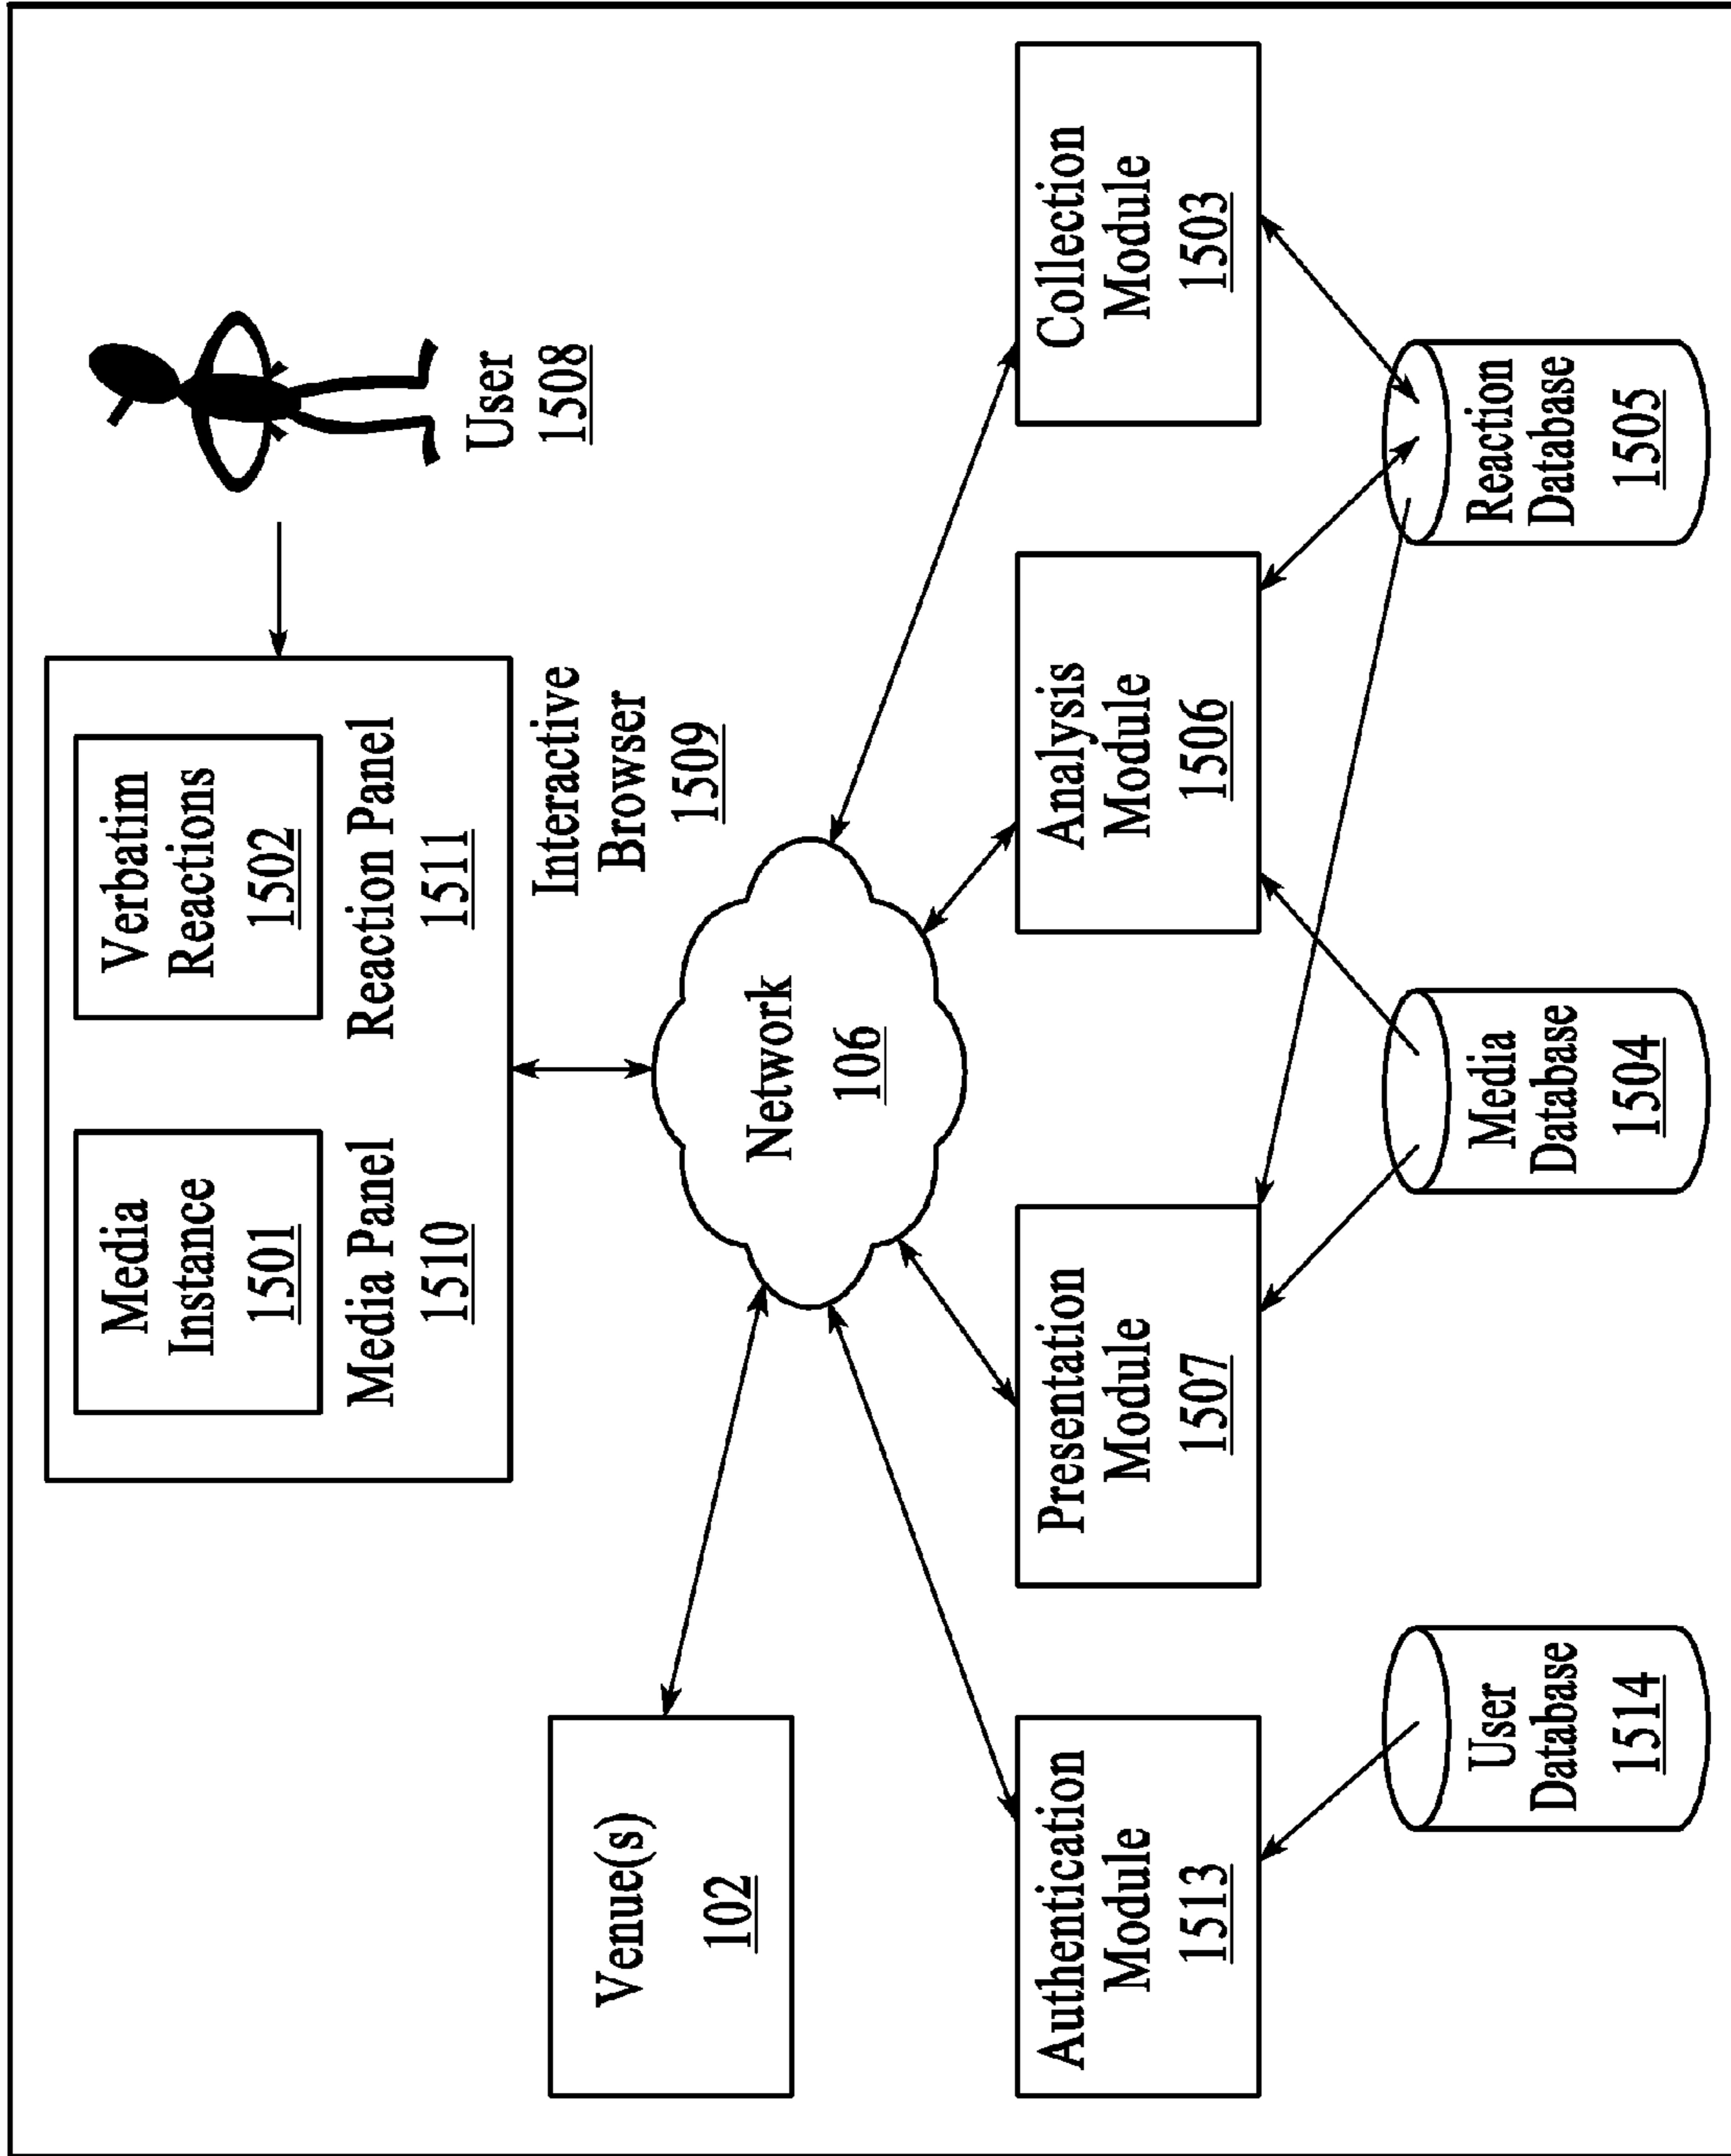 Media
Instance
1501
Media Panel
1510
Verbatim
Reactions
1502
Reaction Panel
1511
User
1508
Interactive
Browser
1509
Venue(s)
102
Network
106
Authentication
Module
1513
Presentation
Module
1507
Analysis
Module
1506
Collection
Module
1503
User
Database
1514
Media
Database
1504
Reaction
Database
1505